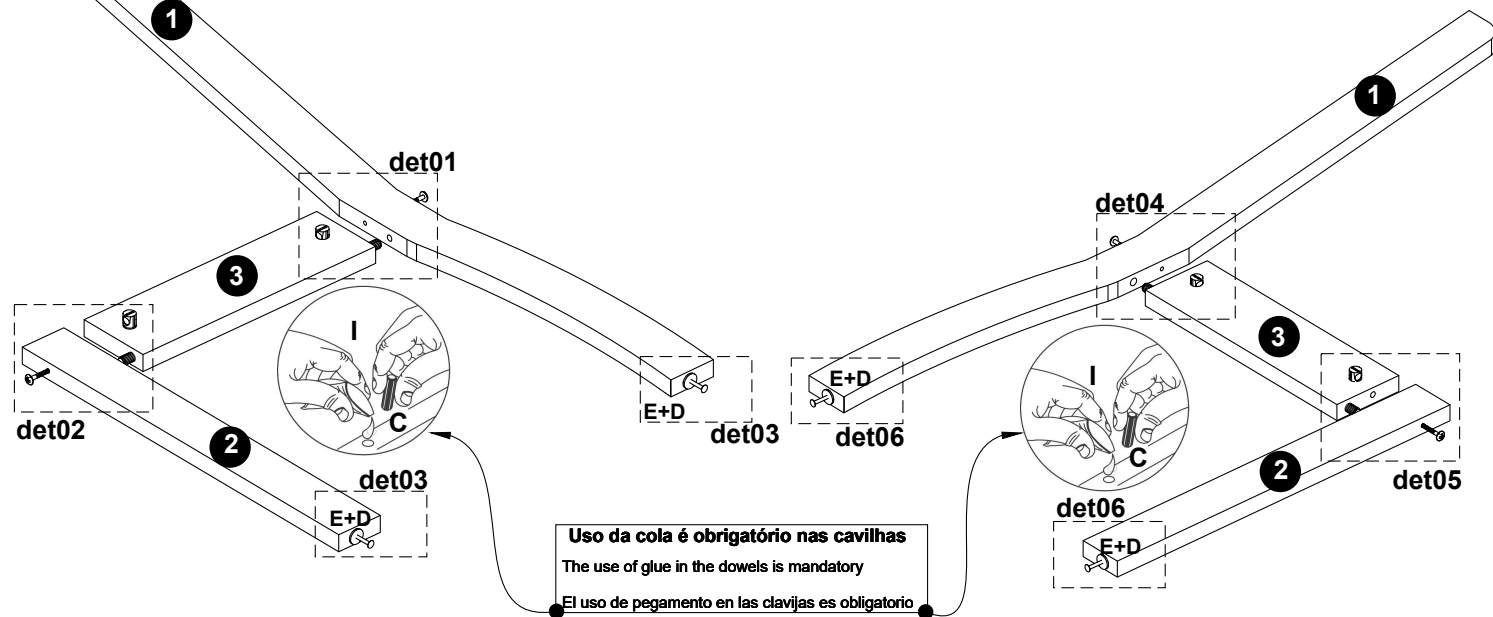 1
1
det01
det04
3
3
I
I
E+D
E+D
C
C
det02
det03
det06
det05
2
2
det03
det06
E+D
E+D
Uso da cola é obrigatório nas cavilhas
The use of glue in the dowels is mandatory
El uso de pegamento en las clavijas es obligatorio